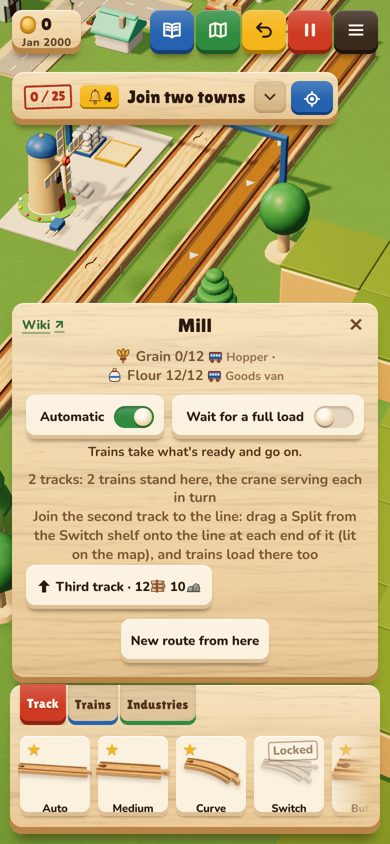 0
Jan 2000
0 / 25
4
Join two towns
Wiki
Mill
Grain 0/12 Hopper ·
Flour 12/12 Goods van
Automatic
Wait for a full load
Trains take what's ready and go on.
2 tracks: 2 trains stand here, the crane serving each
in turn
Join the second track to the line: drag a Split from
the Switch shelf onto the line at each end of it (lit
on the map), and trains load there too
Third track · 12 10
New route from here
Track
Trains
Industries
Auto
Medium
Curve
Locked
Switch